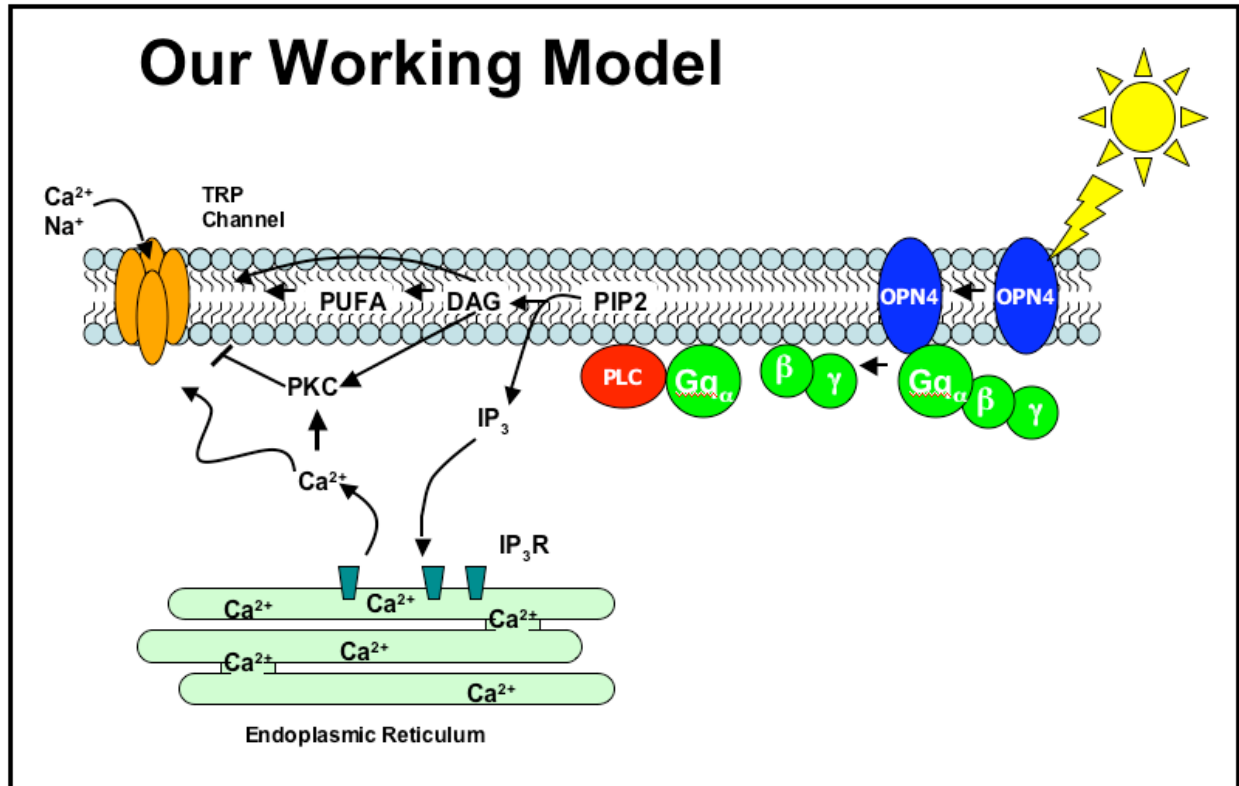 Our Working Model
Ca²⁺
Na⁺
TRP
Channel
PUFA
DAG
PIP2
OPN4
OPN4
PLC
Gqα
β
γ
Gqα
β
γ
PKC
IP₃
Ca²⁺
IP₃R
Ca²⁺
Ca²⁺
Ca²⁺
Ca²⁺
Ca²⁺
Ca²⁺
Endoplasmic Reticulum